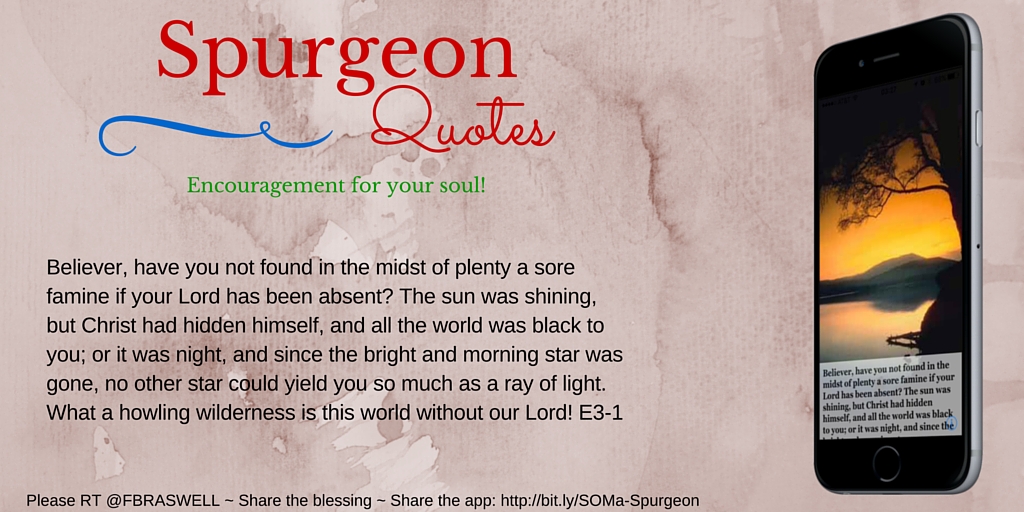 Spurgeon
Quotes
Encouragement for your soul!
Believer, have you not found in the midst of plenty a sore
famine if your Lord has been absent? The sun was shining,
but Christ had hidden himself, and all the world was black to
you; or it was night, and since the bright and morning star was
gone, no other star could yield you so much as a ray of light.
What a howling wilderness is this world without our Lord! E3-1
Please RT @FBRASWELL ~ Share the blessing ~ Share the app: http://bit.ly/SOMa-Spurgeon
Believer, have you not found in the
midst of plenty a sore famine if your
Lord has been absent? The sun was
shining, but Christ had hidden
himself, and all the world was black
to you; or it was night, and since the